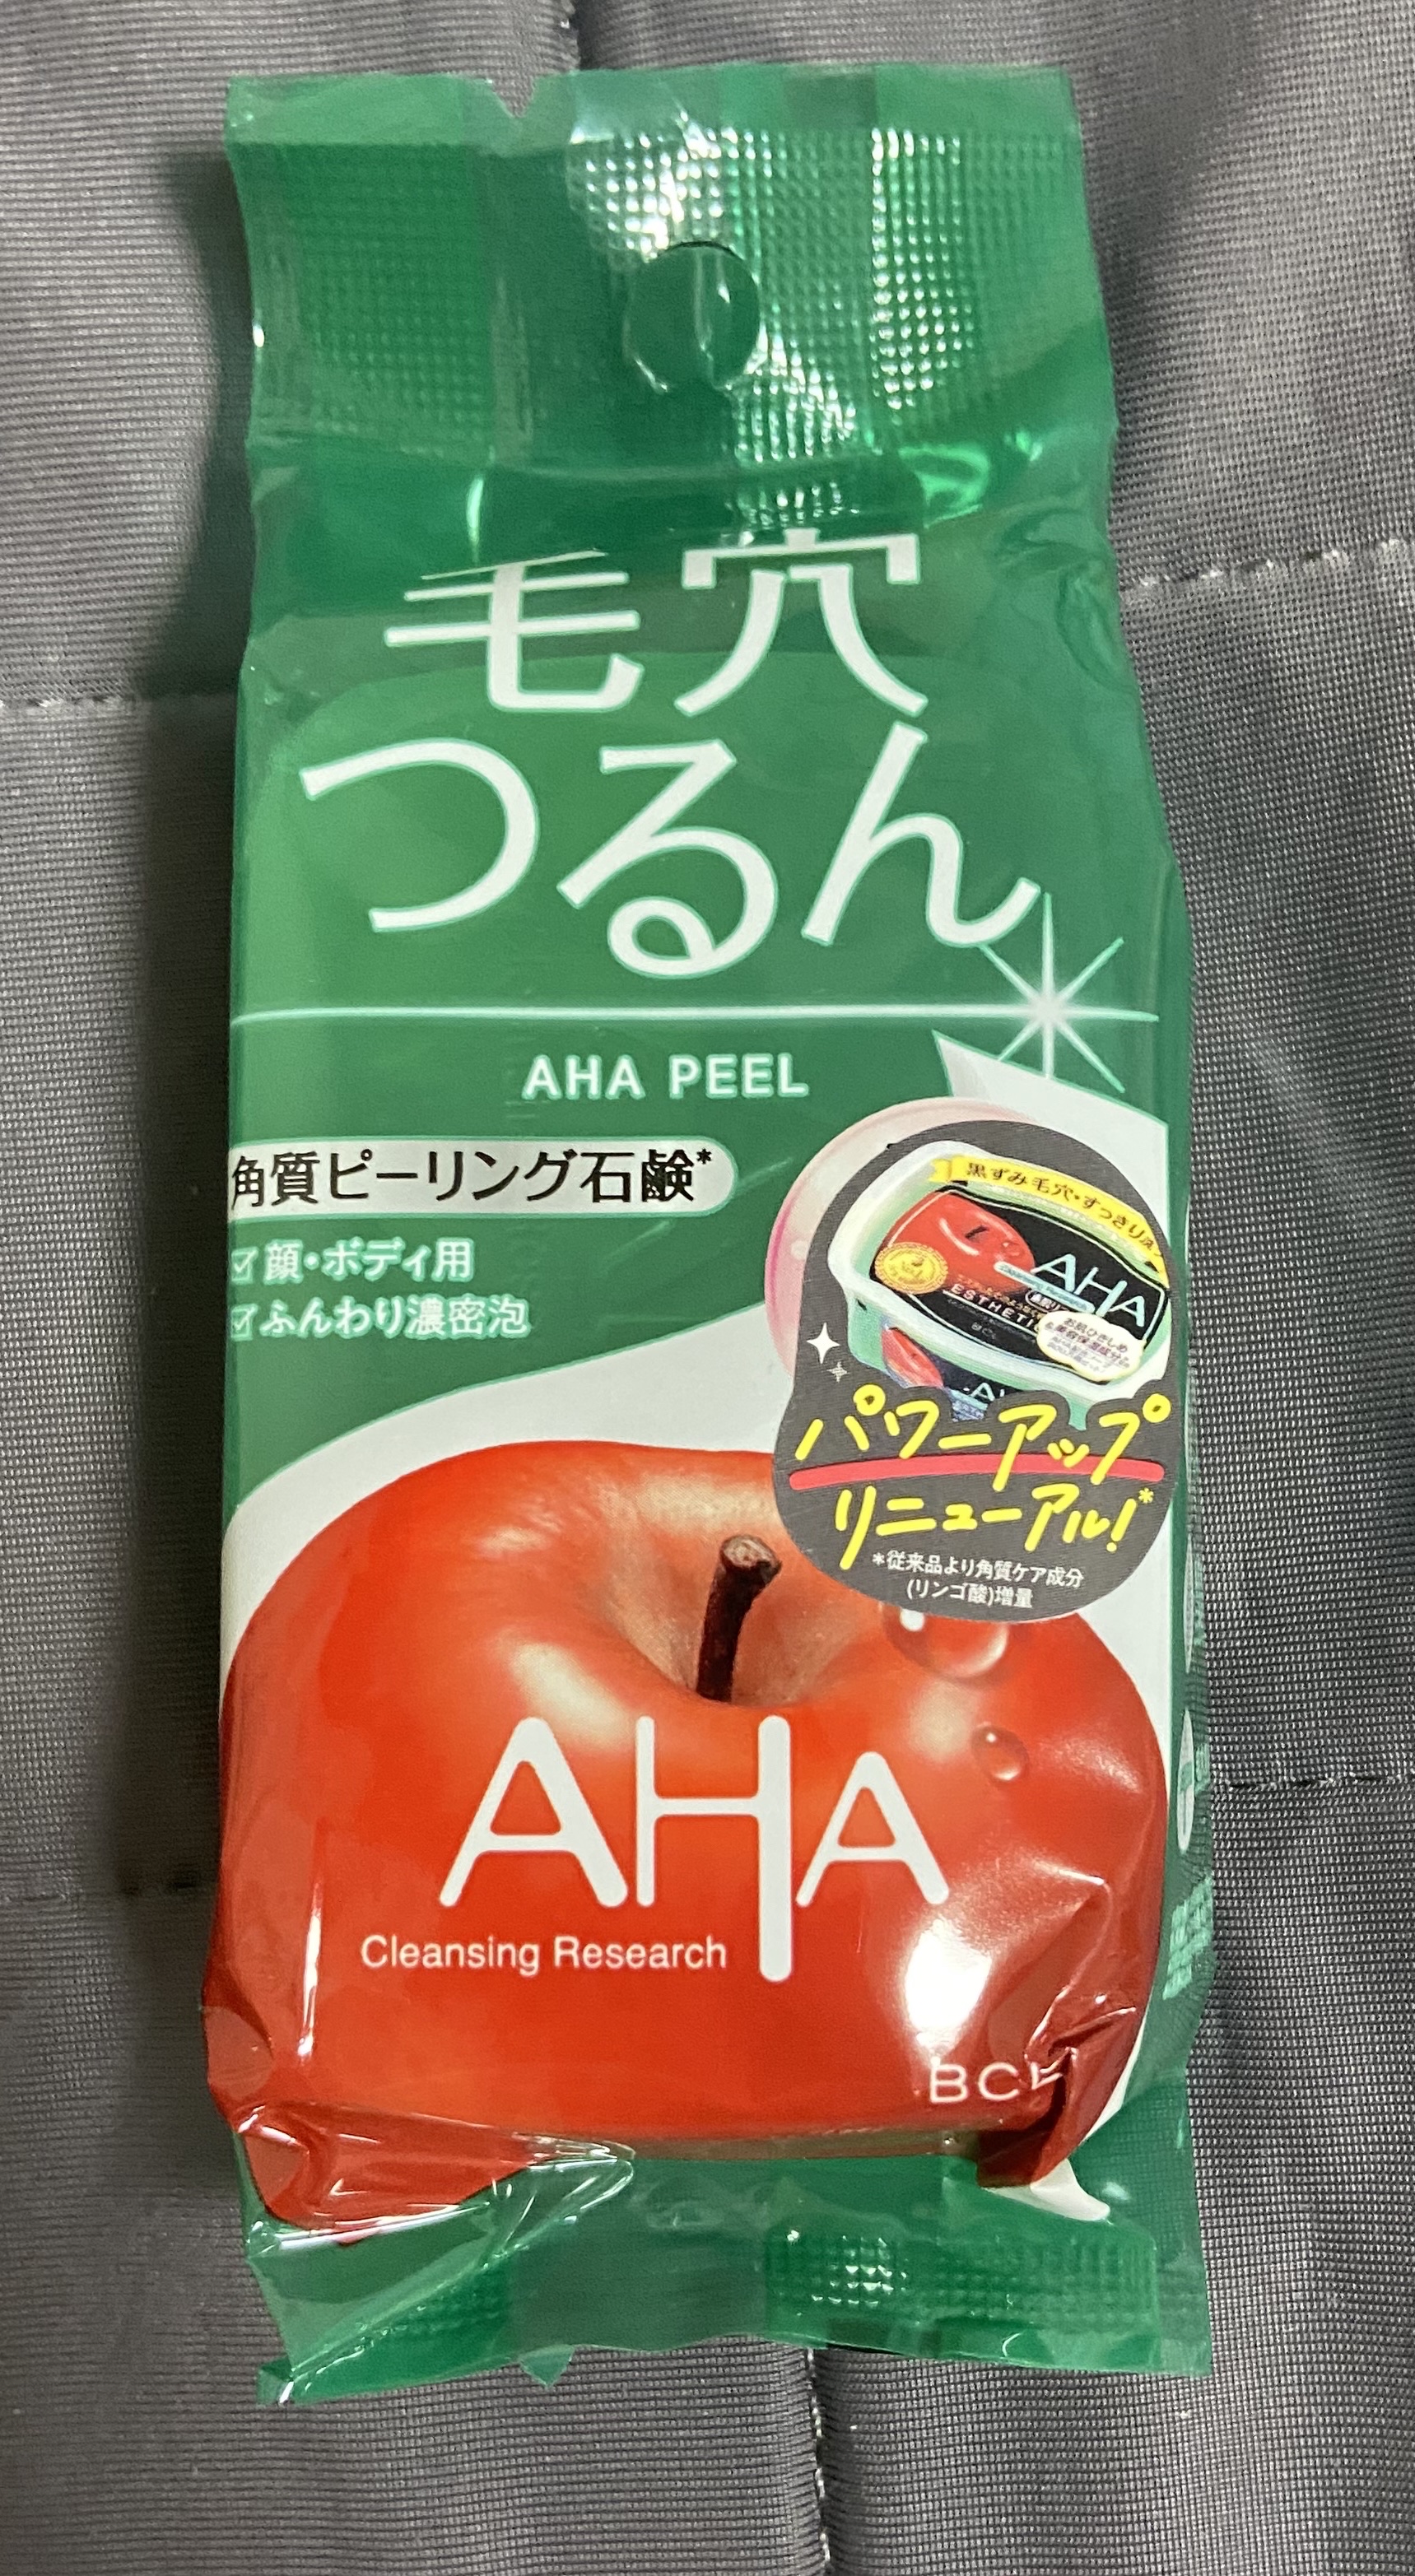 毛穴
つるん
AHA PEEL
角質ピーリング石鹸*
☑顔・ボディ用
☑ふんわり濃密泡
黒ずみ毛穴・すっきり
AHA
パワーアップ
リニューアル!*
*従来品より角質ケア成分
(リンゴ酸)増量
AHA
Cleansing Research
BCL